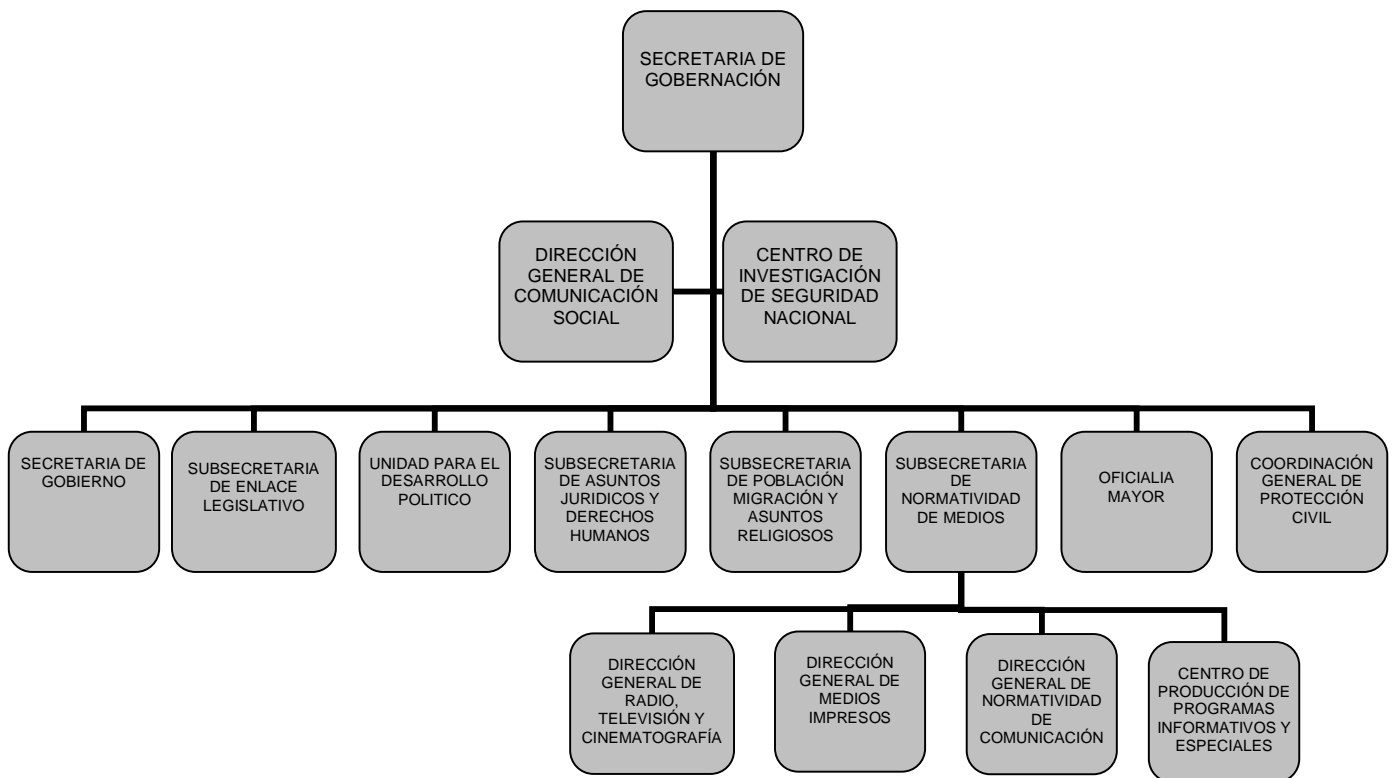 SECRETARIA DE
GOBERNACIÓN
DIRECCIÓN
GENERAL DE
COMUNICACIÓN
SOCIAL
CENTRO DE
INVESTIGACIÓN
DE SEGURIDAD
NACIONAL
SECRETARIA DE
GOBIERNO
SUBSECRETARIA
DE ENLACE
LEGISLATIVO
UNIDAD PARA EL
DESARROLLO
POLITICO
SUBSECRETARIA
DE ASUNTOS
JURIDICOS Y
DERECHOS
HUMANOS
SUBSECRETARIA
DE POBLACIÓN
MIGRACIÓN Y
ASUNTOS
RELIGIOSOS
SUBSECRETARIA
DE
NORMATIVIDAD
DE MEDIOS
OFICIALIA
MAYOR
COORDINACIÓN
GENERAL DE
PROTECCIÓN
CIVIL
DIRECCIÓN
GENERAL DE
RADIO,
TELEVISIÓN Y
CINEMATOGRAFÍA
DIRECCIÓN
GENERAL DE
MEDIOS
IMPRESOS
DIRECCIÓN
GENERAL DE
NORMATIVIDAD
DE
COMUNICACIÓN
CENTRO DE
PRODUCCIÓN DE
PROGRAMAS
INFORMATIVOS Y
ESPECIALES